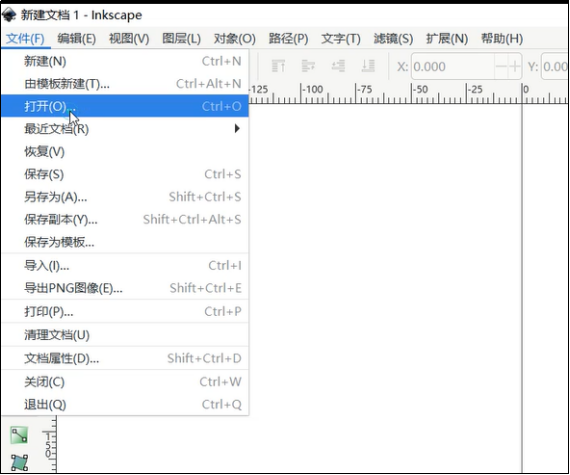 新建文档 1 - Inkscape
文件(F) 编辑(E) 视图(V) 图层(L) 对象(O) 路径(P) 文字(T) 滤镜(S) 扩展(N) 帮助(H)
新建(N) Ctrl+N
X: 0.000 Y: 0.00
由模板新建(T)... Ctrl+Alt+N
-125 -100 -75 -50 -25 0
打开(O)... Ctrl+O
最近文档(R)
恢复(V)
保存(S) Ctrl+S
另存为(A)... Shift+Ctrl+S
保存副本(Y)... Shift+Ctrl+Alt+S
保存为模板...
导入(I)... Ctrl+I
导出PNG图像(E)... Shift+Ctrl+E
打印(P)... Ctrl+P
清理文档(U)
文档属性(D)... Shift+Ctrl+D
关闭(C) Ctrl+W
退出(Q) Ctrl+Q